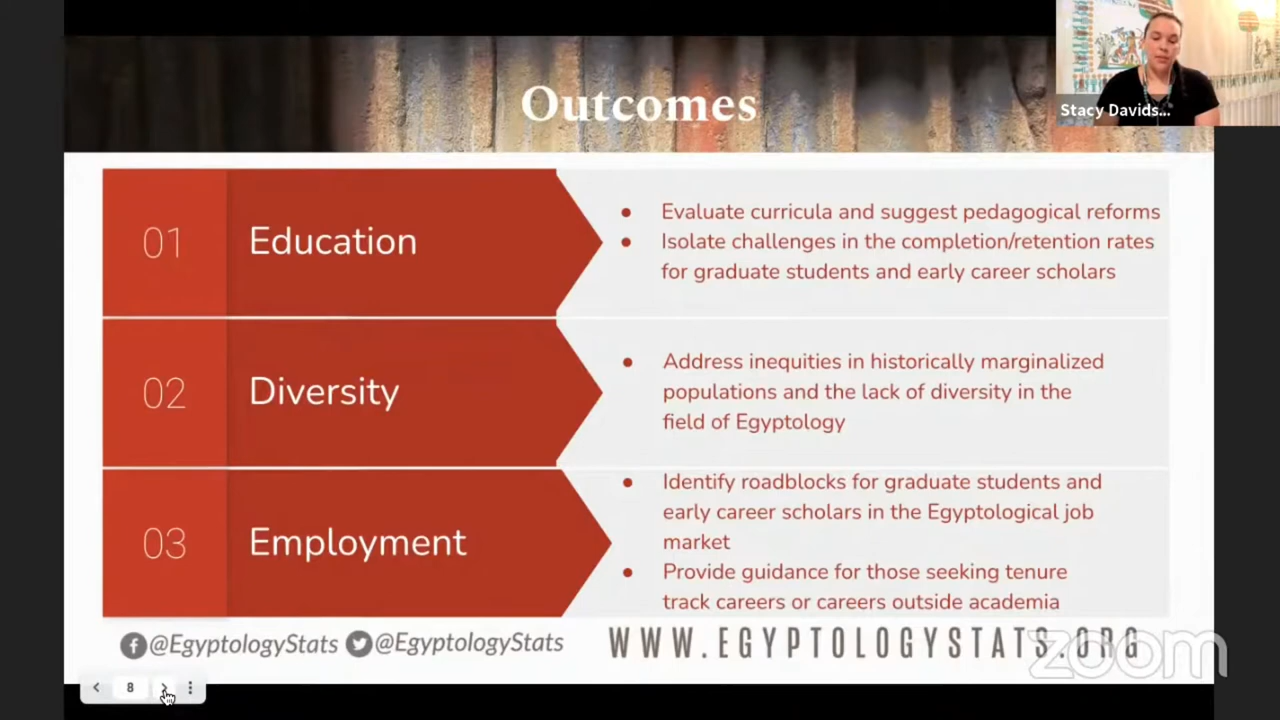 Outcomes
Stacy Davids...
01
Education
• Evaluate curricula and suggest pedagogical reforms
• Isolate challenges in the completion/retention rates
for graduate students and early career scholars
02
Diversity
• Address inequities in historically marginalized
populations and the lack of diversity in the
field of Egyptology
03
Employment
• Identify roadblocks for graduate students and
early career scholars in the Egyptological job
market
• Provide guidance for those seeking tenure
track careers or careers outside academia
@EgyptologyStats @EgyptologyStats WWW.EGYPTOLOGYSTATS.ORG
zoom
8